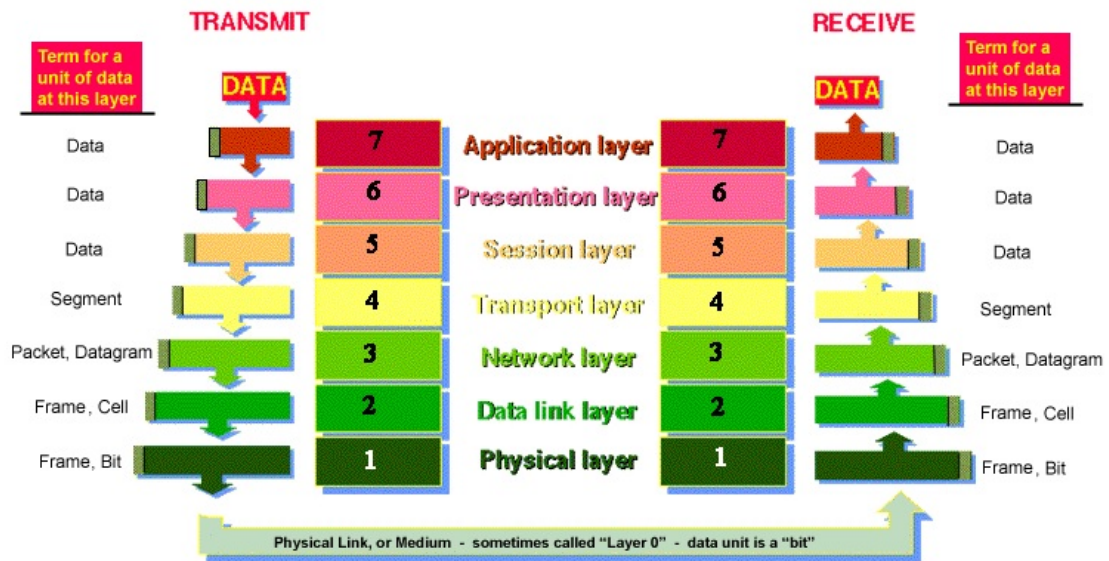 TRANSMIT
RECEIVE
Term for a
unit of data
at this layer
DATA
DATA
Term for a
unit of data
at this layer
Data
7
Application layer
7
Data
Data
6
Presentation layer
6
Data
Data
5
Session layer
5
Data
Segment
4
Transport layer
4
Segment
Packet, Datagram
3
Network layer
3
Packet, Datagram
Frame, Cell
2
Data link layer
2
Frame, Cell
Frame, Bit
1
Physical layer
1
Frame, Bit
Physical Link, or Medium - sometimes called “Layer 0” - data unit is a “bit”